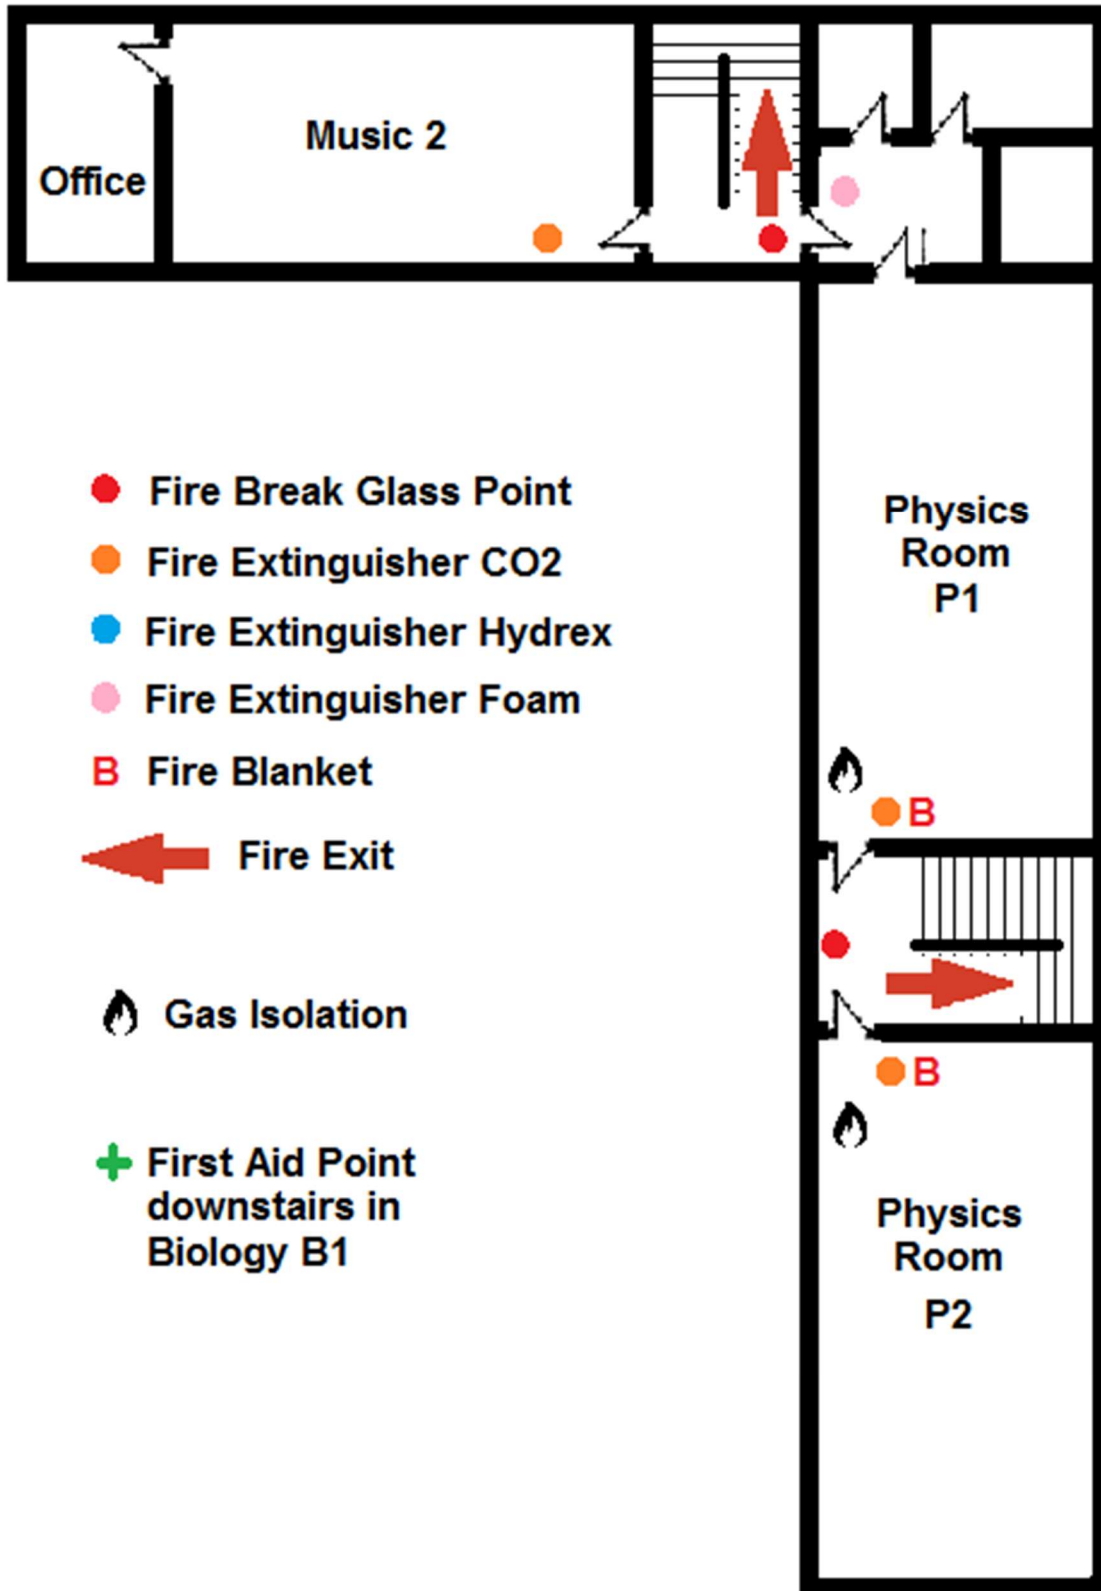 Music 2
Office
Fire Break Glass Point
Fire Extinguisher CO2
Fire Extinguisher Hydrex
Fire Extinguisher Foam
B Fire Blanket
Fire Exit
Gas Isolation
First Aid Point
downstairs in
Biology B1
Physics
Room
P1
B
B
Physics
Room
P2